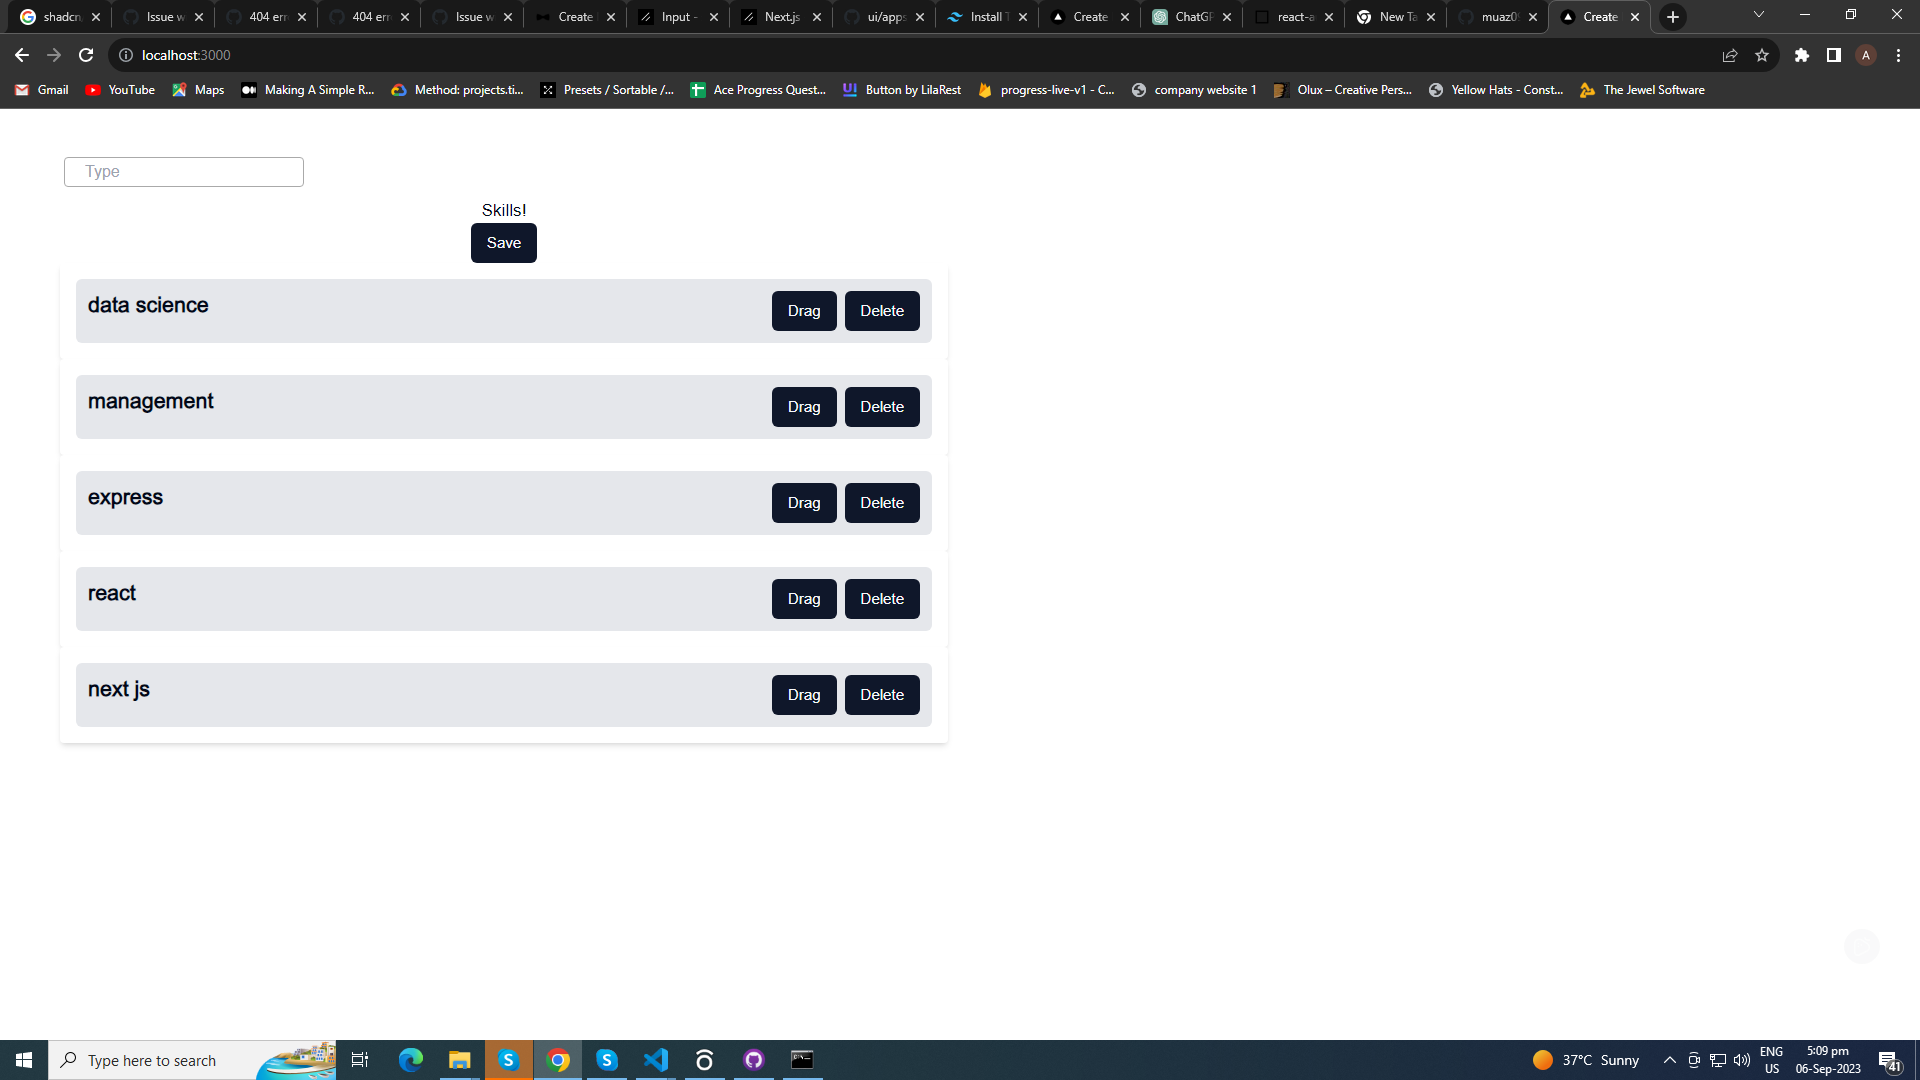 shadcn
Issue w
404 err
404 err
Issue w
Create
Input -
Next.js
ui/apps
Install T
Create
ChatGP
react-a
New Ta
muaz09
Create
localhost:3000
Gmail
YouTube
Maps
Making A Simple R...
Method: projects.ti...
Presets / Sortable /...
Ace Progress Quest...
Button by LilaRest
progress-live-v1 - C...
company website 1
Olux – Creative Pers...
Yellow Hats - Const...
The Jewel Software
Type
Skills!
Save
data science Drag Delete
management Drag Delete
express Drag Delete
react Drag Delete
next js Drag Delete
Type here to search
37°C Sunny
ENG
US
5:09 pm
06-Sep-2023
41